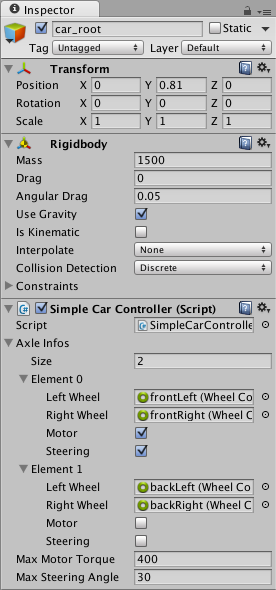 Inspector
car_root Static
Tag Untagged Layer Default
Transform
Position X 0 Y 0.81 Z 0
Rotation X 0 Y 0 Z 0
Scale X 1 Y 1 Z 1
Rigidbody
Mass 1500
Drag 0
Angular Drag 0.05
Use Gravity
Is Kinematic
Interpolate None
Collision Detection Discrete
Constraints
Simple Car Controller (Script)
Script SimpleCarControlle
Axle Infos
Size 2
Element 0
Left Wheel frontLeft (Wheel Co
Right Wheel frontRight (Wheel C
Motor
Steering
Element 1
Left Wheel backLeft (Wheel Co
Right Wheel backRight (Wheel C
Motor
Steering
Max Motor Torque 400
Max Steering Angle 30